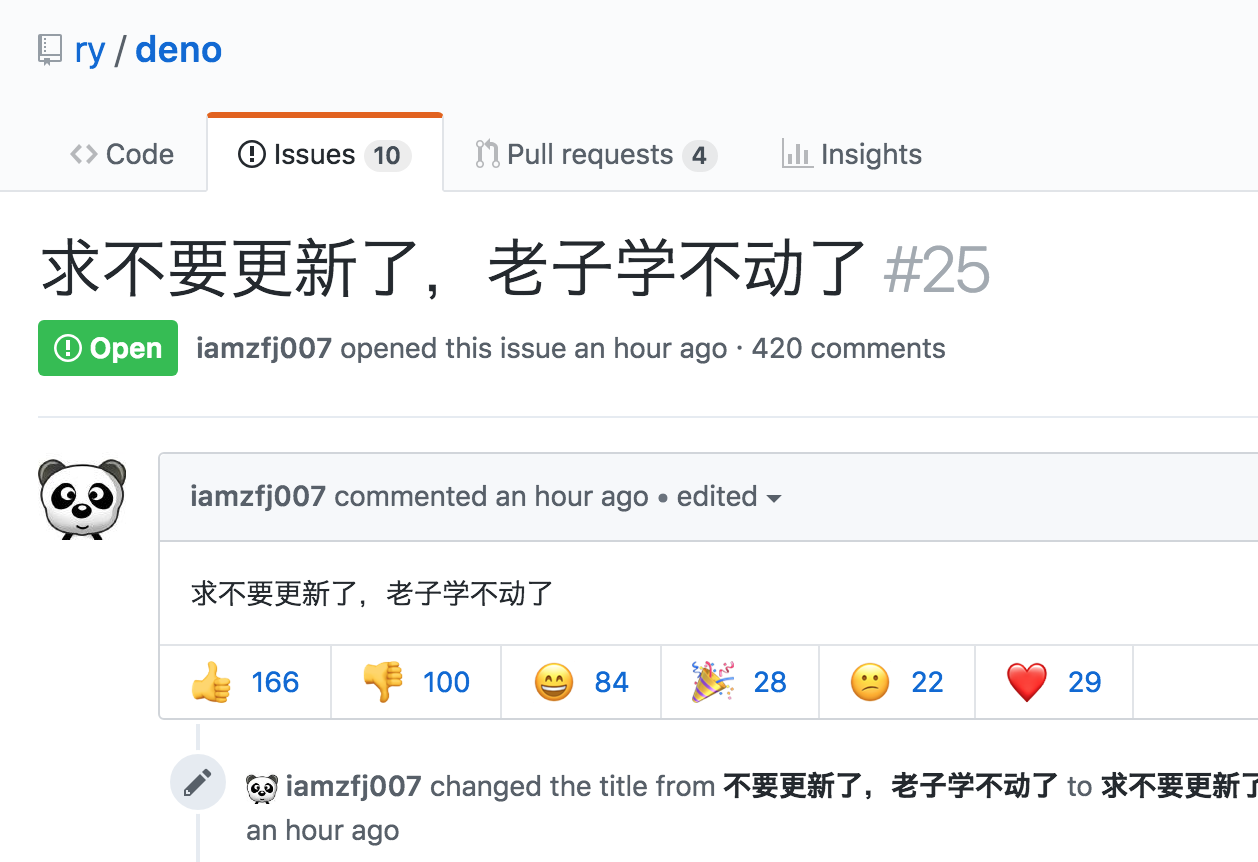 ry / deno
Code Issues 10 Pull requests 4 Insights
求不要更新了，老子学不动了 #25
Open iamzfj007 opened this issue an hour ago · 420 comments
iamzfj007 commented an hour ago • edited
求不要更新了，老子学不动了
166 100 84 28 22 29
iamzfj007 changed the title from 不要更新了，老子学不动了 to 求不要更新了
an hour ago